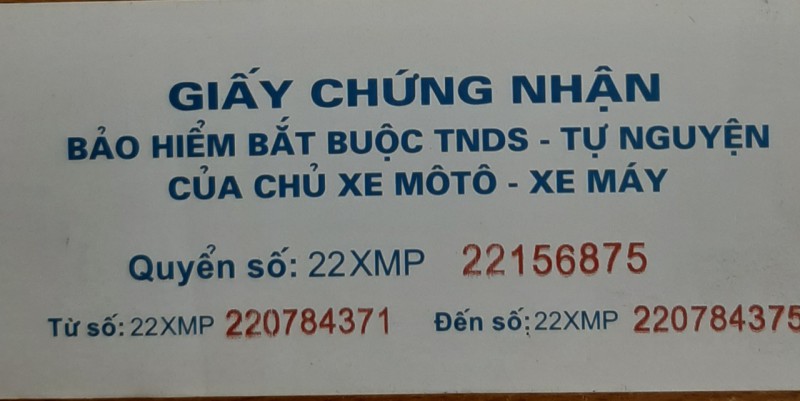 GIẤY CHỨNG NHẬN
BẢO HIỂM BẮT BUỘC TNDS - TỰ NGUYỆN
CỦA CHỦ XE MÔTÔ - XE MÁY
Quyển số: 22XMP 22156875
Từ số: 22XMP 220784371 Đến số: 22XMP 220784375